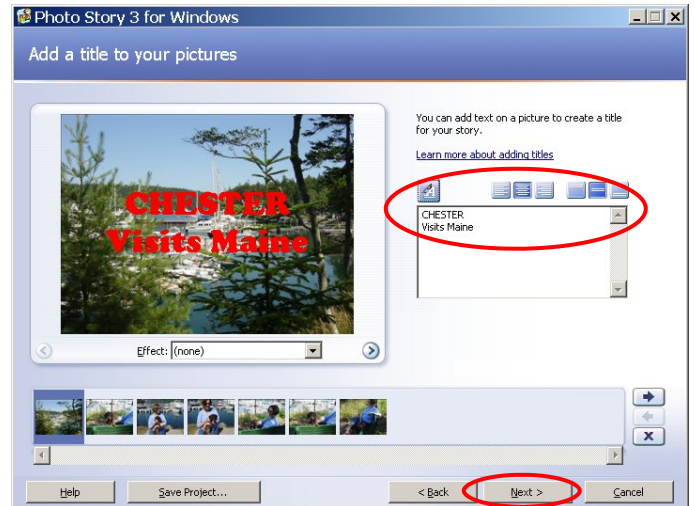 Photo Story 3 for Windows
Add a title to your pictures
CHESTER
Visits Maine
Effect: (none)
You can add text on a picture to create a title
for your story.
Learn more about adding titles
CHESTER
Visits Maine
Help
Save Project...
< Back
Next >
Cancel